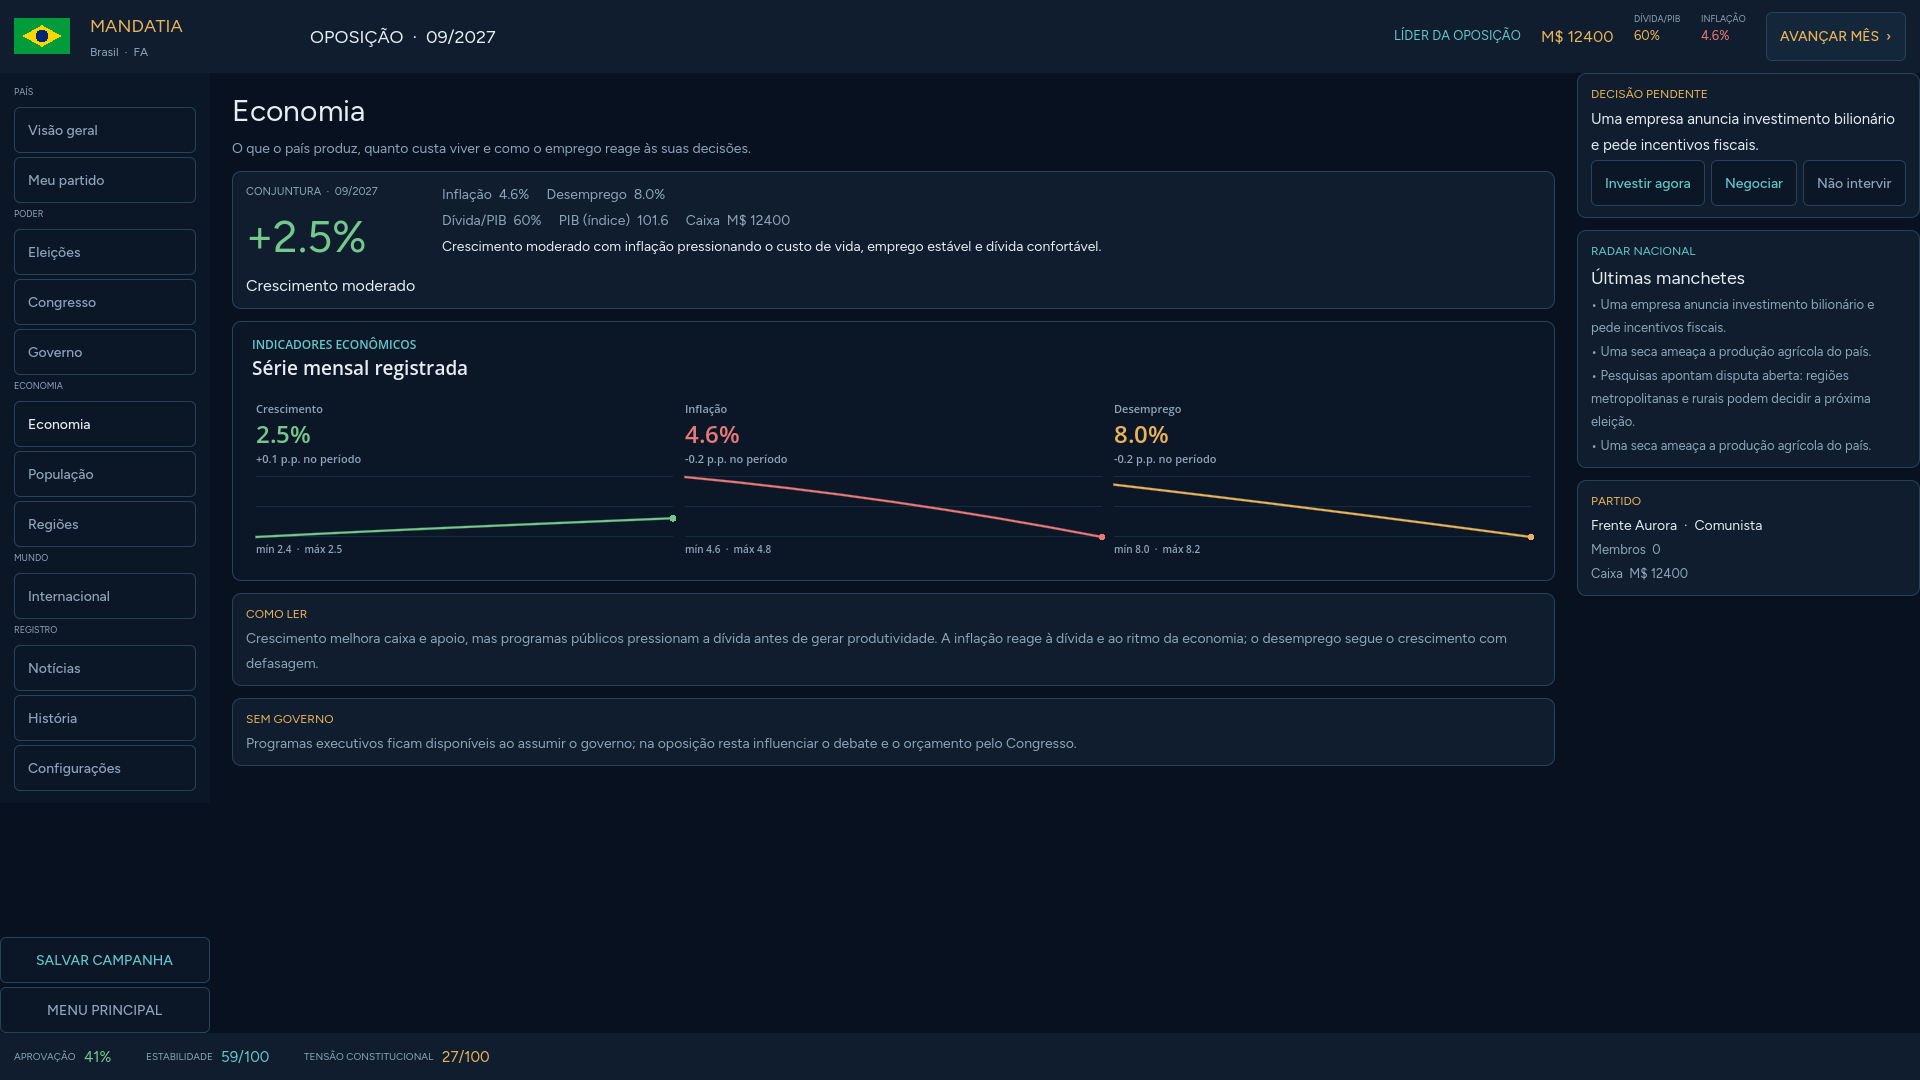 MANDATIA
Brasil · FA
OPOSIÇÃO · 09/2027
LÍDER DA OPOSIÇÃO
M$ 12400
DÍVIDA/PIB
60%
INFLAÇÃO
4.6%
AVANÇAR MÊS ›
PAÍS
Visão geral
Meu partido
PODER
Eleições
Congresso
Governo
ECONOMIA
Economia
População
Regiões
MUNDO
Internacional
REGISTRO
Notícias
História
Configurações
SALVAR CAMPANHA
MENU PRINCIPAL
Economia
O que o país produz, quanto custa viver e como o emprego reage às suas decisões.
CONJUNTURA · 09/2027
+2.5%
Crescimento moderado
Inflação 4.6% Desemprego 8.0%
Dívida/PIB 60% PIB (índice) 101.6 Caixa M$ 12400
Crescimento moderado com inflação pressionando o custo de vida, emprego estável e dívida confortável.
INDICADORES ECONÔMICOS
Série mensal registrada
Crescimento
2.5%
+0.1 p.p. no período
mín 2.4 · máx 2.5
Inflação
4.6%
-0.2 p.p. no período
mín 4.6 · máx 4.8
Desemprego
8.0%
-0.2 p.p. no período
mín 8.0 · máx 8.2
COMO LER
Crescimento melhora caixa e apoio, mas programas públicos pressionam a dívida antes de gerar produtividade. A inflação reage à dívida e ao ritmo da economia; o desemprego segue o crescimento com
defasagem.
SEM GOVERNO
Programas executivos ficam disponíveis ao assumir o governo; na oposição resta influenciar o debate e o orçamento pelo Congresso.
DECISÃO PENDENTE
Uma empresa anuncia investimento bilionário
e pede incentivos fiscais.
Investir agora
Negociar
Não intervir
RADAR NACIONAL
Últimas manchetes
• Uma empresa anuncia investimento bilionário e
pede incentivos fiscais.
• Uma seca ameaça a produção agrícola do país.
• Pesquisas apontam disputa aberta: regiões
metropolitanas e rurais podem decidir a próxima
eleição.
• Uma seca ameaça a produção agrícola do país.
PARTIDO
Frente Aurora · Comunista
Membros 0
Caixa M$ 12400
APROVAÇÃO 41%
ESTABILIDADE 59/100
TENSÃO CONSTITUCIONAL 27/100